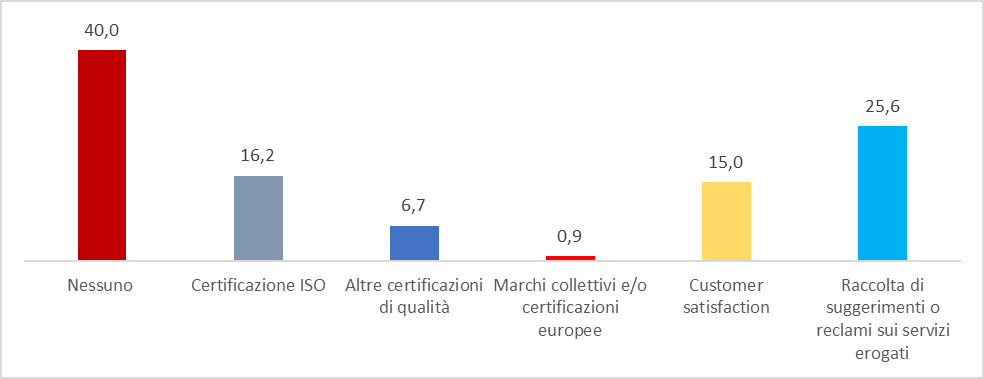 40,0
16,2
6,7
0,9
15,0
25,6
Nessuno
Certificazione ISO
Altre certificazioni
di qualità
Marchi collettivi e/o
certificazioni
europee
Customer
satisfaction
Raccolta di
suggerimenti o
reclami sui servizi
erogati